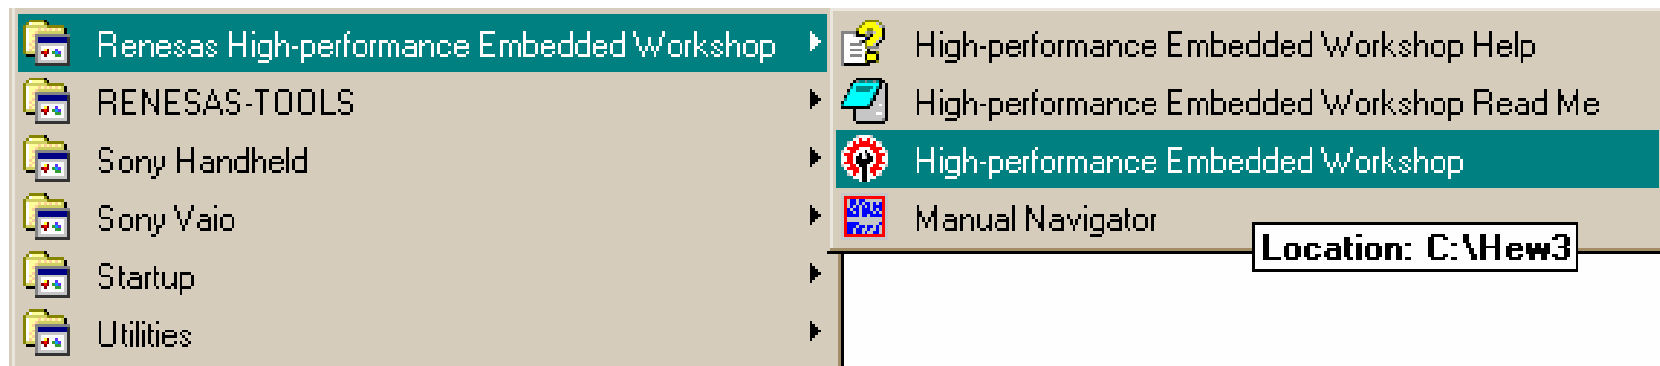 Renesas High-performance Embedded Workshop
RENESAS-TOOLS
Sony Handheld
Sony Vaio
Startup
Utilities
High-performance Embedded Workshop Help
High-performance Embedded Workshop Read Me
High-performance Embedded Workshop
Manual Navigator
Location: C:\Hew3